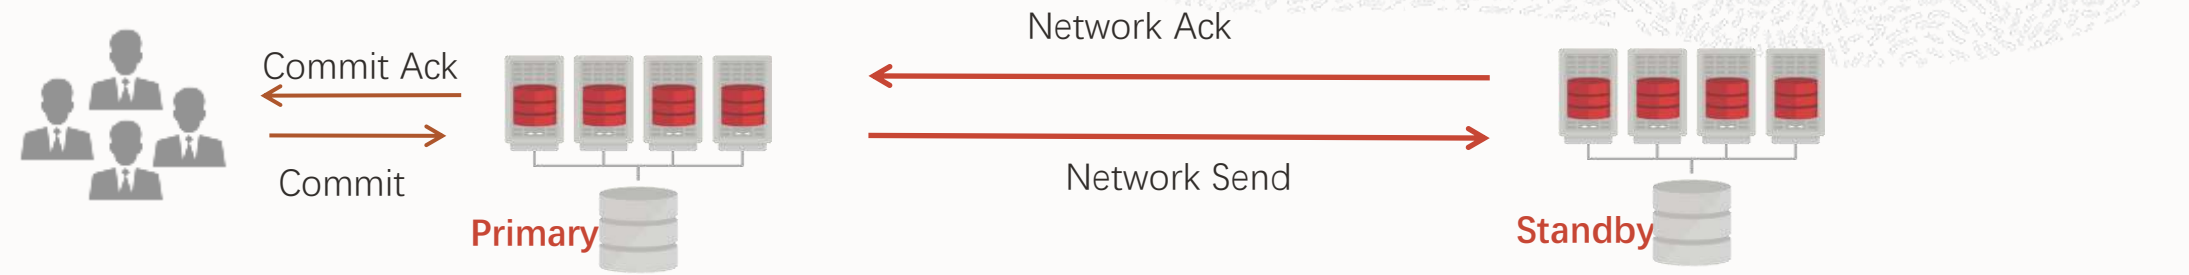 Network Ack
Commit Ack
Commit
Network Send
Primary
Standby